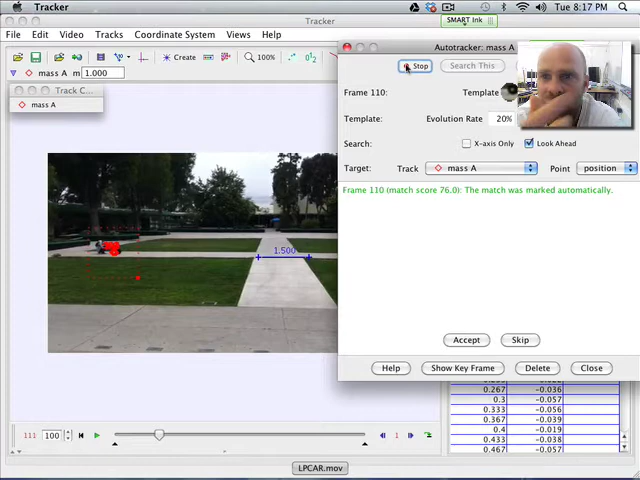 Tracker
Tue 8:17 PM
Tracker
SMART Ink
File Edit Video Tracks Coordinate System Window Help
Create
100%
mass A m 1.000
Track C...
mass A
Autotracker: mass A
Stop
Search This
Frame 110:
Template
Template:
Evolution Rate 20%
Search:
X-axis Only
Look Ahead
Target:
Track
mass A
Point
position
Frame 110 (match score 76.0): The match was marked automatically.
1.500
Accept
Skip
Help
Show Key Frame
Delete
Close
0.267 -0.036
0.3 -0.057
0.333 -0.056
0.367 -0.039
0.4 -0.019
0.433 -0.038
0.467 -0.057
111 100
1
LPCAR.mov